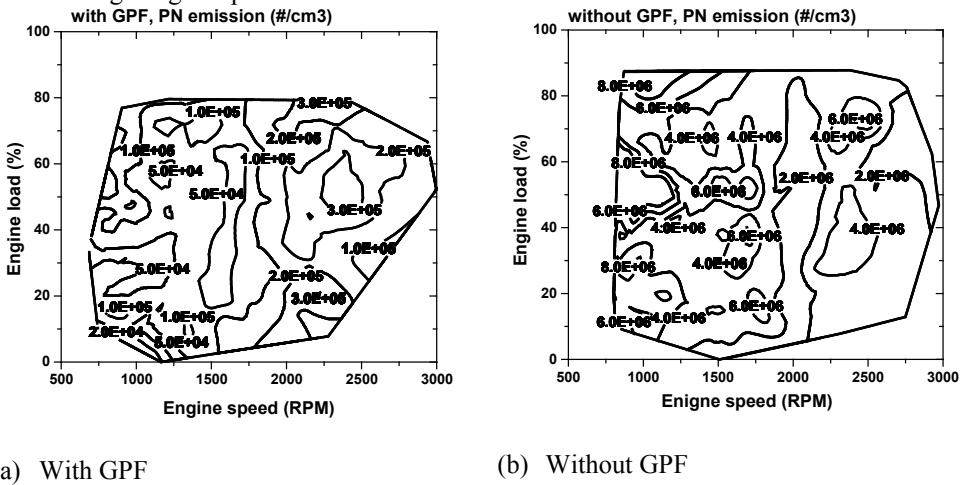 with GPF, PN emission (#/cm3)
100
80
60
40
20
0
Engine load (%)
3.0E+05
1.0E+05
2.0E+05
1.0E+05
1.0E+05
2.0E+05
5.0E+04
5.0E+04
3.0E+05
1.0E+05
5.0E+04
2.0E+05
3.0E+05
1.0E+05
1.0E+05
2.0E+04
5.0E+04
500 1000 1500 2000 2500 3000
Engine speed (RPM)
a) With GPF
without GPF, PN emission (#/cm3)
100
80
60
40
20
0
Engine load (%)
8.0E+06
6.0E+06
6.0E+06
4.0E+06
4.0E+06
4.0E+06
8.0E+06
2.0E+06
2.0E+06
6.0E+06
6.0E+06
4.0E+06
6.0E+06
4.0E+06
8.0E+06
4.0E+06
6.0E+06
6.0E+06
4.0E+06
500 1000 1500 2000 2500 3000
Enigne speed (RPM)
(b) Without GPF